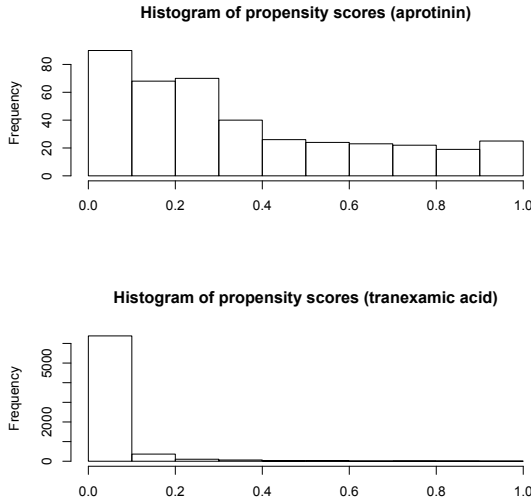 Histogram of propensity scores (aprotinin)
Frequency
80
60
40
20
0
0.0 0.2 0.4 0.6 0.8 1.0
Histogram of propensity scores (tranexamic acid)
Frequency
5000
2000
0
0.0 0.2 0.4 0.6 0.8 1.0